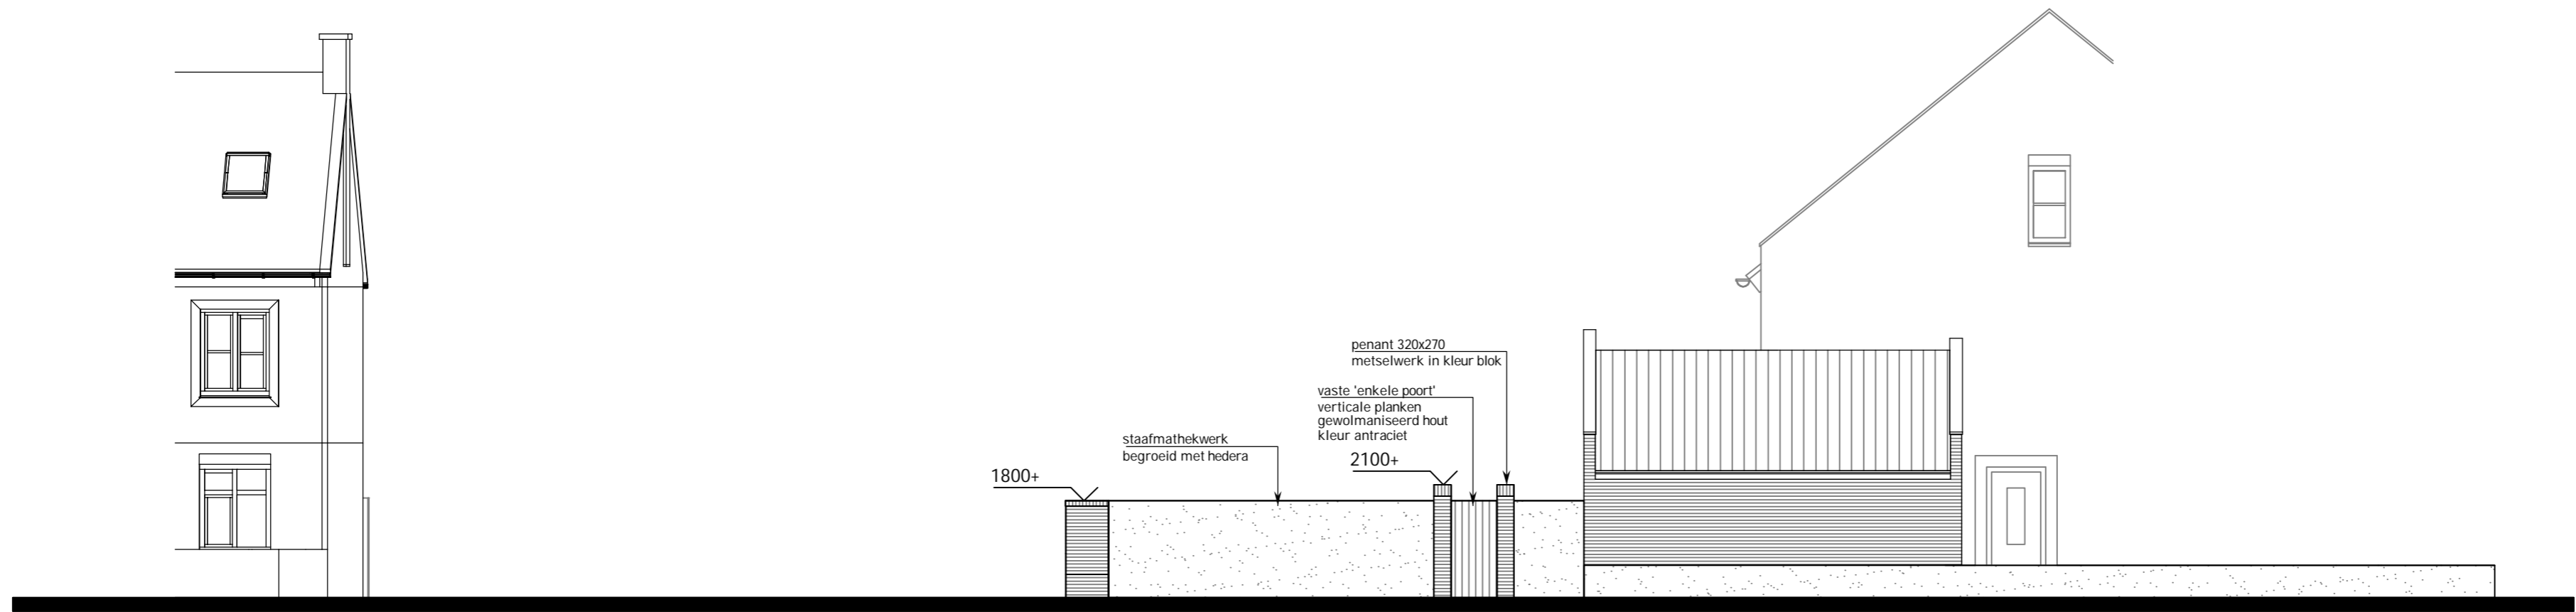 penant 320x270
metselwerk in kleur blok
vaste 'enkele poort'
verticale planken
gewolmaniseerd hout
kleur antraciet
staafmathekwerk
begroeid met hedera
2100+
1800+